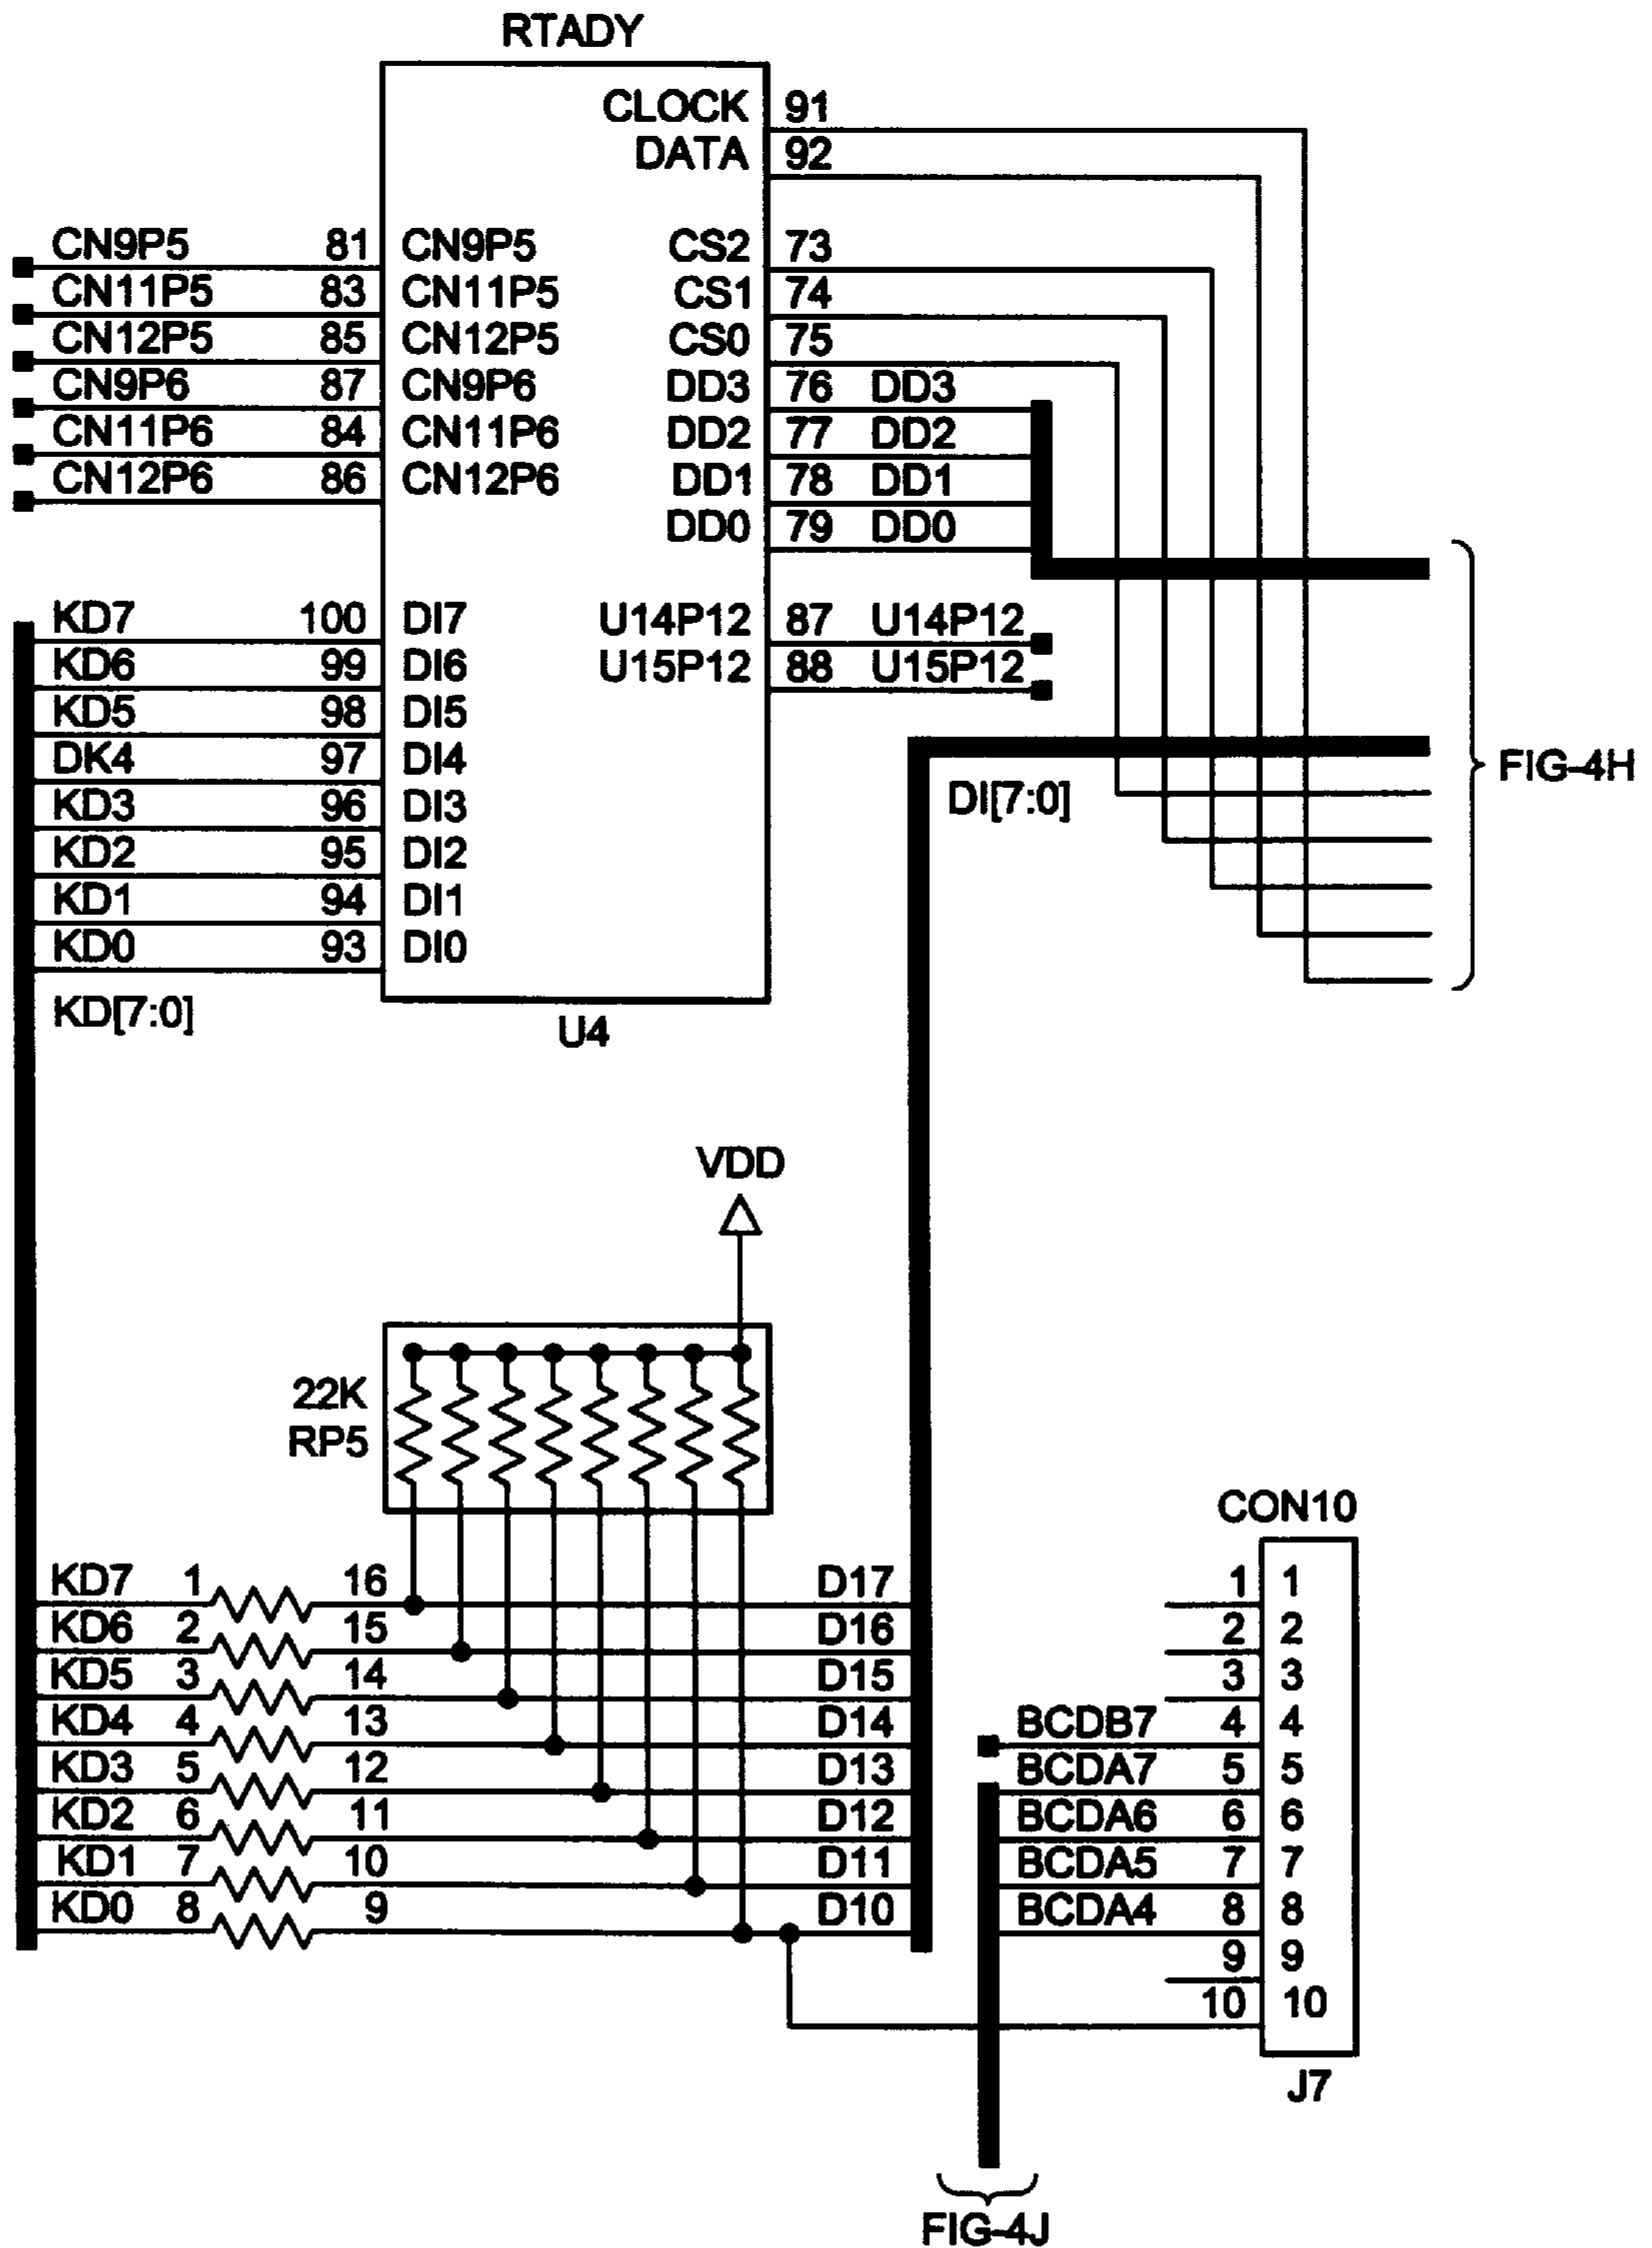 RTADY
CLOCK 91
DATA 92
CN9P5 81 CN9P5 CS2 73
CN11P5 83 CN11P5 CS1 74
CN12P5 85 CN12P5 CS0 75
CN9P6 87 CN9P6 DD3 76 DD3
CN11P6 84 CN11P6 DD2 77 DD2
CN12P6 86 CN12P6 DD1 78 DD1
DD0 79 DD0
KD7 100 DI7 U14P12 87 U14P12
KD6 99 DI6 U15P12 88 U15P12
KD5 98 DI5
DK4 97 DI4
FIG-4H
KD3 96 DI3 DI[7:0]
KD2 95 DI2
KD1 94 DI1
KD0 93 DI0
KD[7:0]
U4
VDD
22K
RP5
CON10
KD7 1 16 D17 1 1
KD6 2 15 D16 2 2
KD5 3 14 D15 3 3
KD4 4 13 D14 BCDB7 4 4
KD3 5 12 D13 BCDA7 5 5
KD2 6 11 D12 BCDA6 6 6
KD1 7 10 D11 BCDA5 7 7
KD0 8 9 D10 BCDA4 8 8
9 9
10 10
J7
FIG-4J